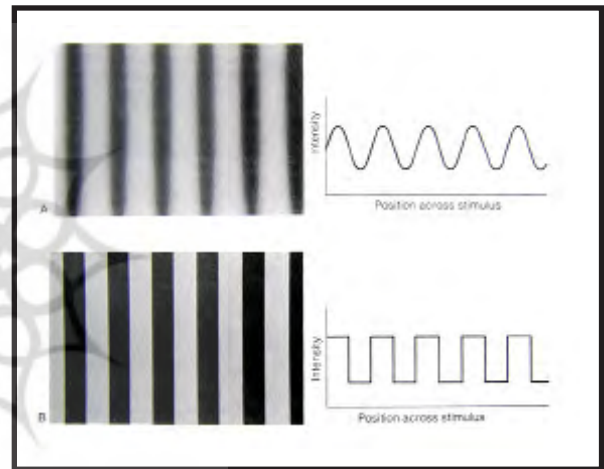 Intensity
Position across stimulus
A
Intensity
Position across stimulus
B